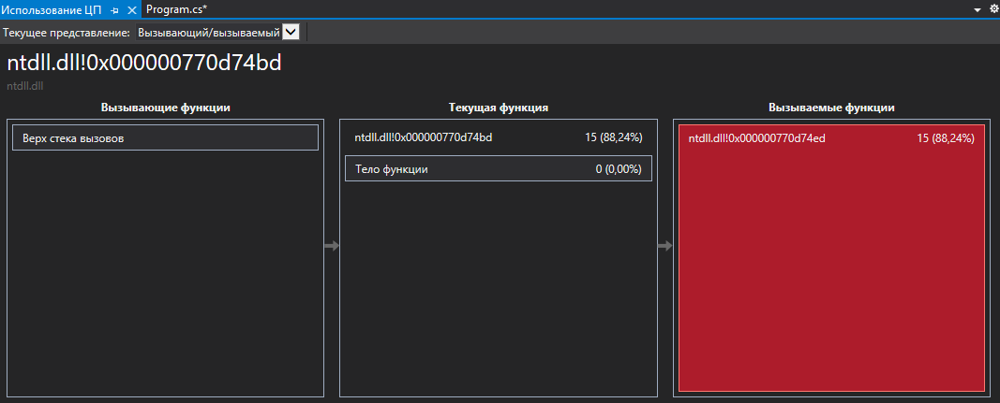 Использование ЦП Program.cs*
Текущее представление: Вызывающий/вызываемый
ntdll.dll!0x000000770d74bd
ntdll.dll
Вызывающие функции Текущая функция Вызываемые функции
Верх стека вызовов ntdll.dll!0x000000770d74bd 15 (88,24%) ntdll.dll!0x000000770d74ed 15 (88,24%)
Тело функции 0 (0,00%)